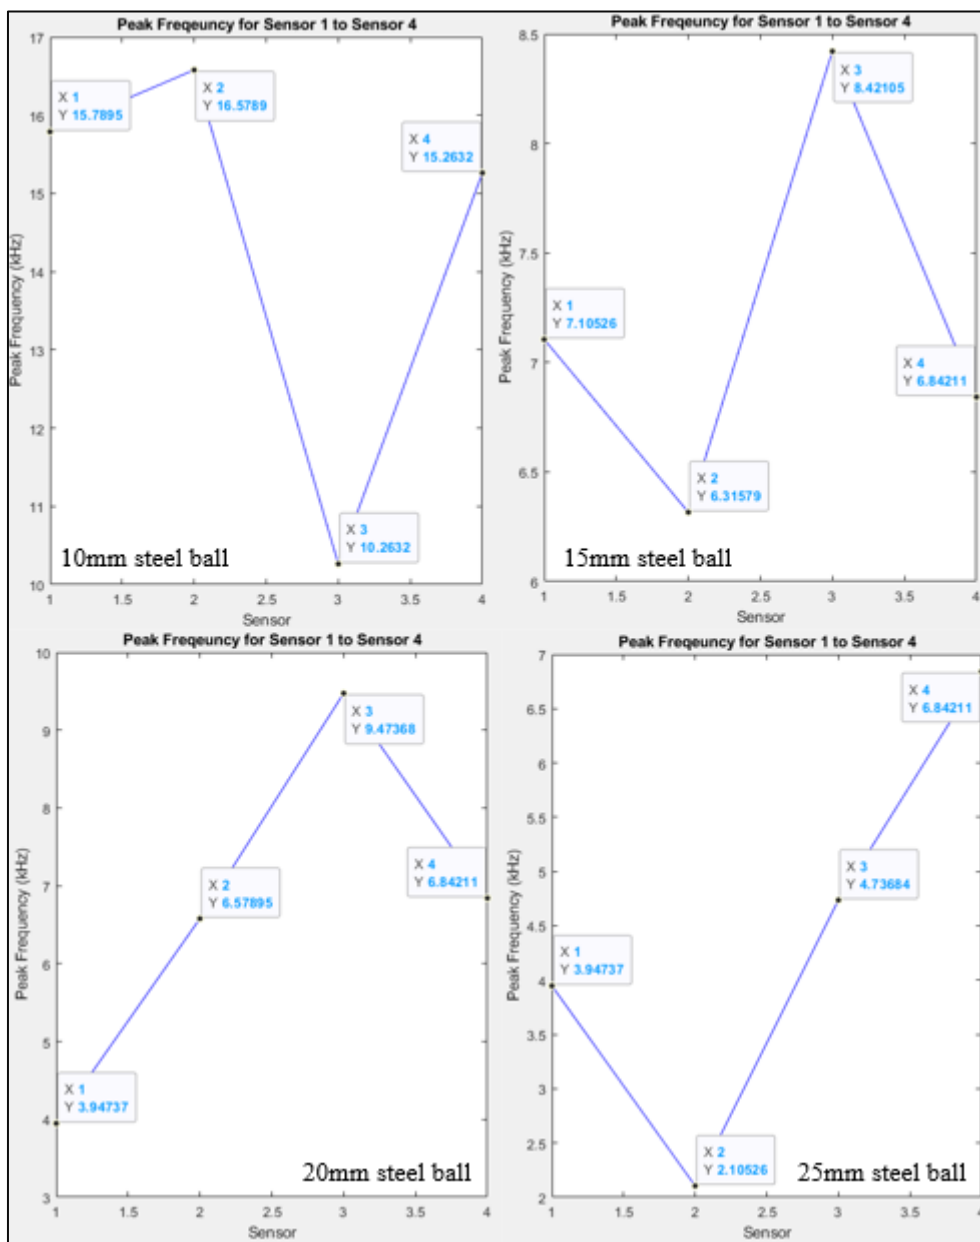 Peak Freqeuncy for Sensor 1 to Sensor 4
17
16
15
14
13
12
11
10
Peak Frequency (kHz)
X 1
Y 15.7895
X 2
Y 16.5789
X 4
Y 15.2632
X 3
Y 10.2632
10mm steel ball
1 1.5 2 2.5 3 3.5 4
Sensor
Peak Freqeuncy for Sensor 1 to Sensor 4
8.5
8
7.5
7
6.5
6
Peak Frequency (kHz)
X 3
Y 8.42105
X 1
Y 7.10526
X 4
Y 6.84211
X 2
Y 6.31579
15mm steel ball
1 1.5 2 2.5 3 3.5 4
Sensor
Peak Freqeuncy for Sensor 1 to Sensor 4
10
9
8
7
6
5
4
3
Peak Frequency (kHz)
X 3
Y 9.47368
X 4
Y 6.84211
X 2
Y 6.57895
X 1
Y 3.94737
20mm steel ball
1 1.5 2 2.5 3 3.5 4
Sensor
Peak Freqeuncy for Sensor 1 to Sensor 4
7
6.5
6
5.5
5
4.5
4
3.5
3
2.5
2
Peak Frequency (kHz)
X 4
Y 6.84211
X 3
Y 4.73684
X 1
Y 3.94737
X 2
Y 2.10526
25mm steel ball
1 1.5 2 2.5 3 3.5 4
Sensor